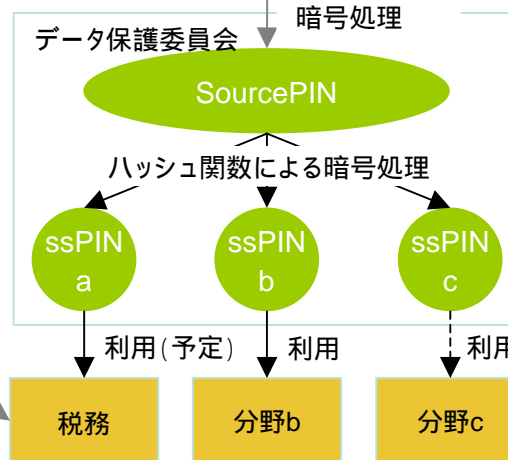 暗号処理
データ保護委員会
SourcePIN
ハッシュ関数による暗号処理
ssPIN
a
ssPIN
b
ssPIN
c
利用(予定)
利用
利用
税務
分野b
分野c